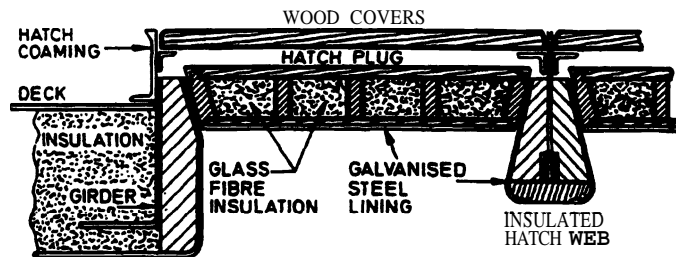 WOOD COVERS
HATCH
COAMING
HATCH PLUG
DECK
INSULATION
GIRDER
GLASS
FIBRE
INSULATION
GALVANISED
STEEL
LINING
INSULATED
HATCH WEB